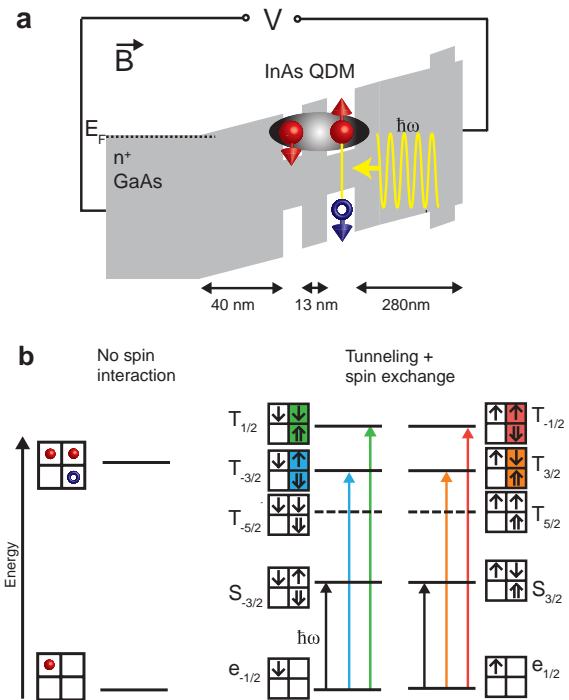 a
V
B
InAs QDM
E_F
ħω
n⁺
GaAs
40 nm
13 nm
280nm
b
No spin
interaction
Tunneling +
spin exchange
Energy
T_1/2
T_-1/2
T_-3/2
T_3/2
T_-5/2
T_5/2
S_-3/2
S_3/2
ħω
e_-1/2
e_1/2